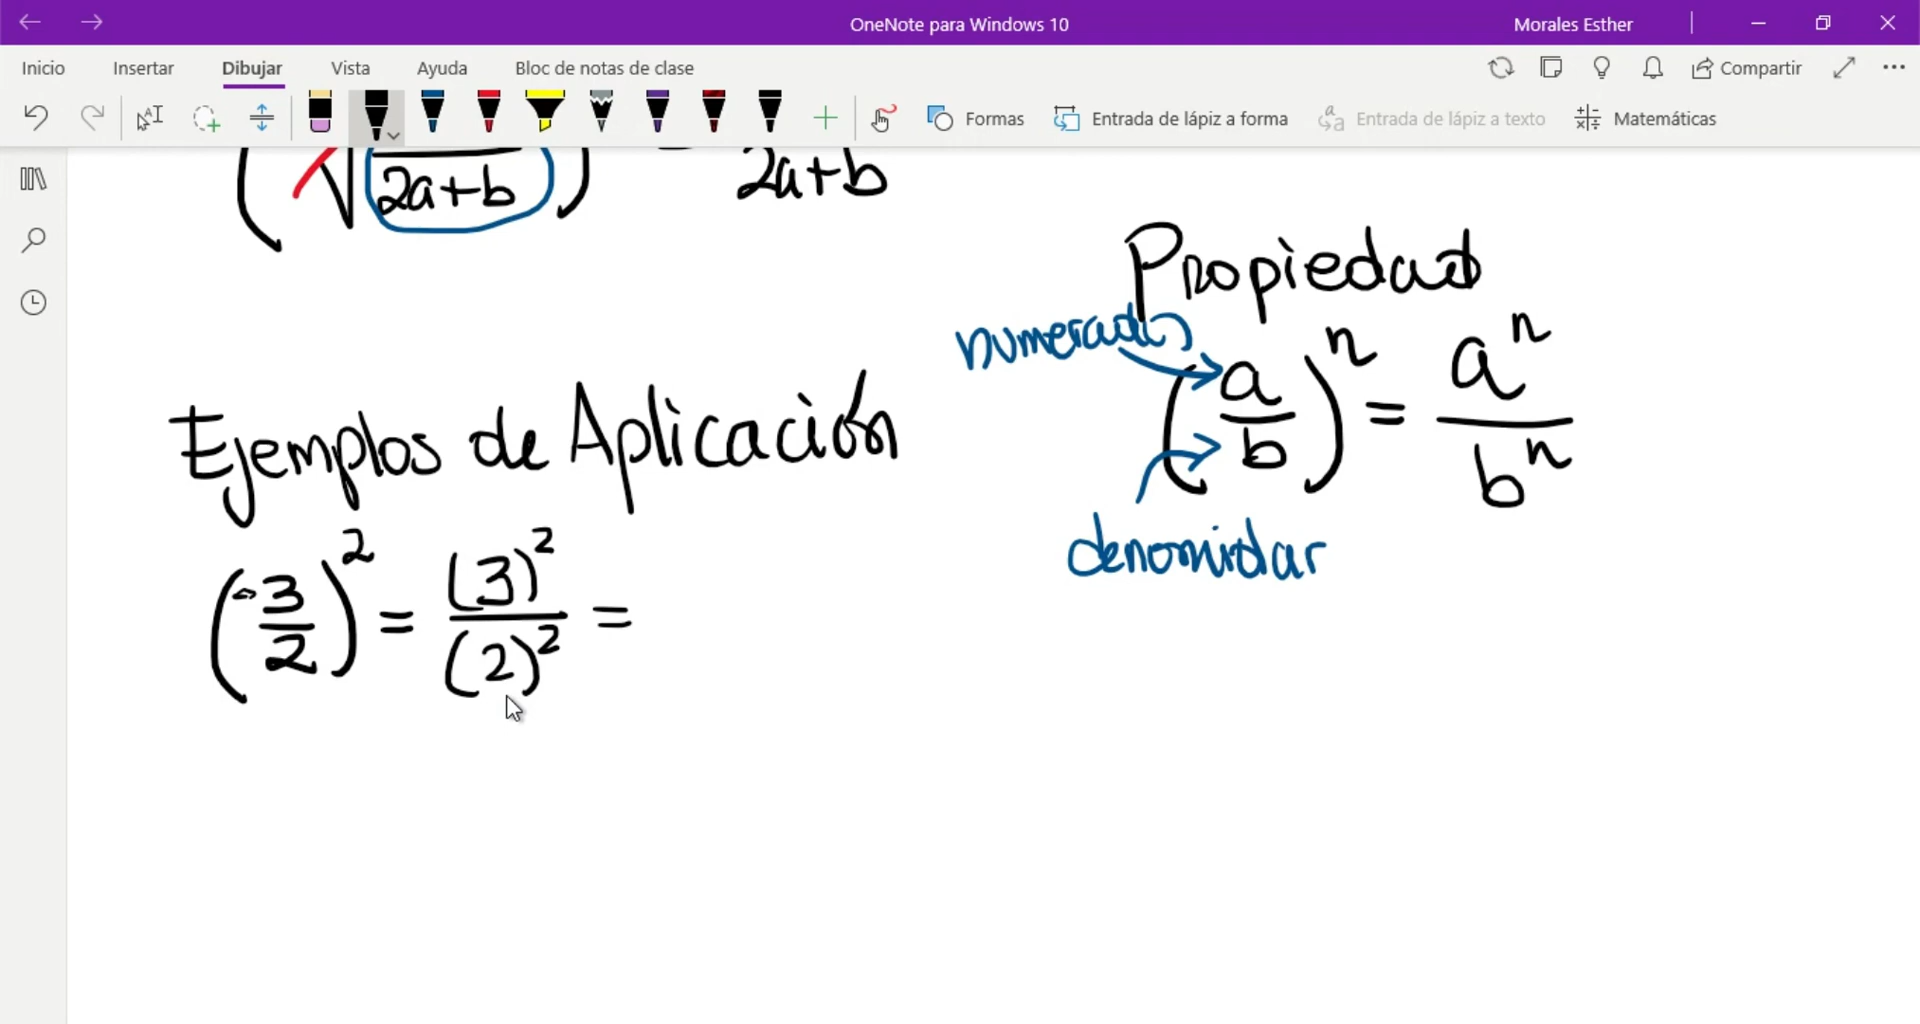 OneNote para Windows 10
Morales Esther
Inicio Insertar Dibujar Vista Ayuda Bloc de notas de clase
Compartir
Formas Entrada de lápiz a forma Entrada de lápiz a texto Matemáticas
(√ 2a+b ) = 2a+b
Propiedad
numerador
(a/b)^n = a^n/b^n
Ejemplos de Aplicación
denomindar
(3/2)^2 = (3)^2/(2)^2 =